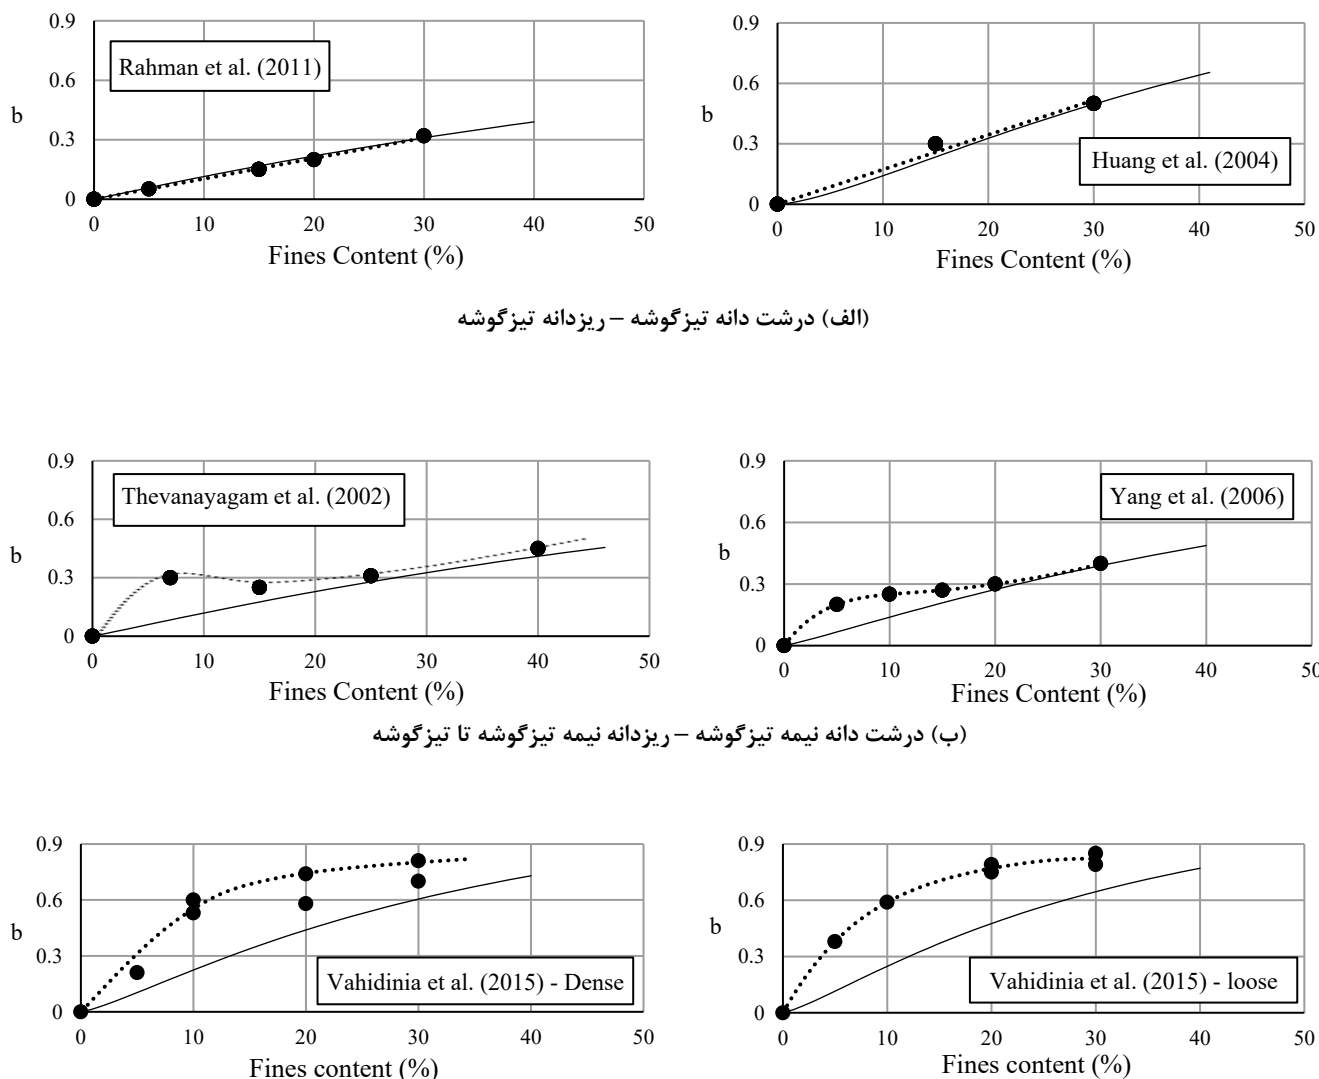 0.9
0.6
0.3
0
b
Rahman et al. (2011)
0 10 20 30 40 50
Fines Content (%)
0.9
0.6
0.3
0
b
Huang et al. (2004)
0 10 20 30 40 50
Fines Content (%)
(الف) درشت دانه تیزگوشه – ریزدانه تیزگوشه
0.9
0.6
0.3
0
b
Thevanayagam et al. (2002)
0 10 20 30 40 50
Fines Content (%)
0.9
0.6
0.3
0
b
Yang et al. (2006)
0 10 20 30 40 50
Fines Content (%)
(ب) درشت دانه نیمه تیزگوشه – ریزدانه نیمه تیزگوشه تا تیزگوشه
0.9
0.6
0.3
0
b
Vahidinia et al. (2015) - Dense
0 10 20 30 40 50
Fines content (%)
0.9
0.6
0.3
0
b
Vahidinia et al. (2015) - loose
0 10 20 30 40 50
Fines content (%)